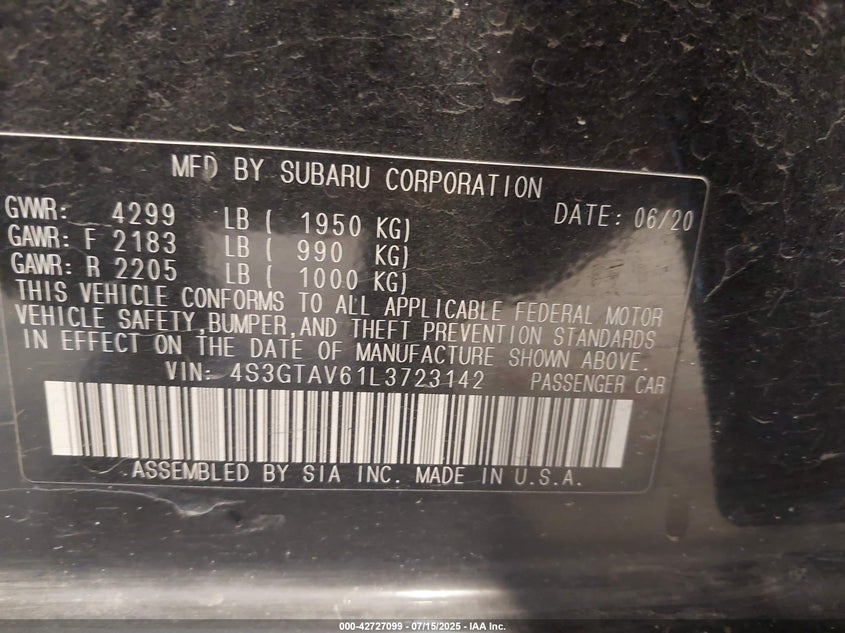 MFD BY SUBARU CORPORATION
GVWR: 4299 LB ( 1950 KG) DATE: 06/20
GAWR: F 2183 LB ( 990 KG)
GAWR: R 2205 LB ( 1000 KG)
THIS VEHICLE CONFORMS TO ALL APPLICABLE FEDERAL MOTOR
VEHICLE SAFETY,BUMPER,AND THEFT PREVENTION STANDARDS
IN EFFECT ON THE DATE OF MANUFACTURE SHOWN ABOVE.
VIN: 4S3GTAV61L3723142 PASSENGER CAR
ASSEMBLED BY SIA INC. MADE IN U.S.A.
000-42727099 - 07/15/2025 - IAA Inc.